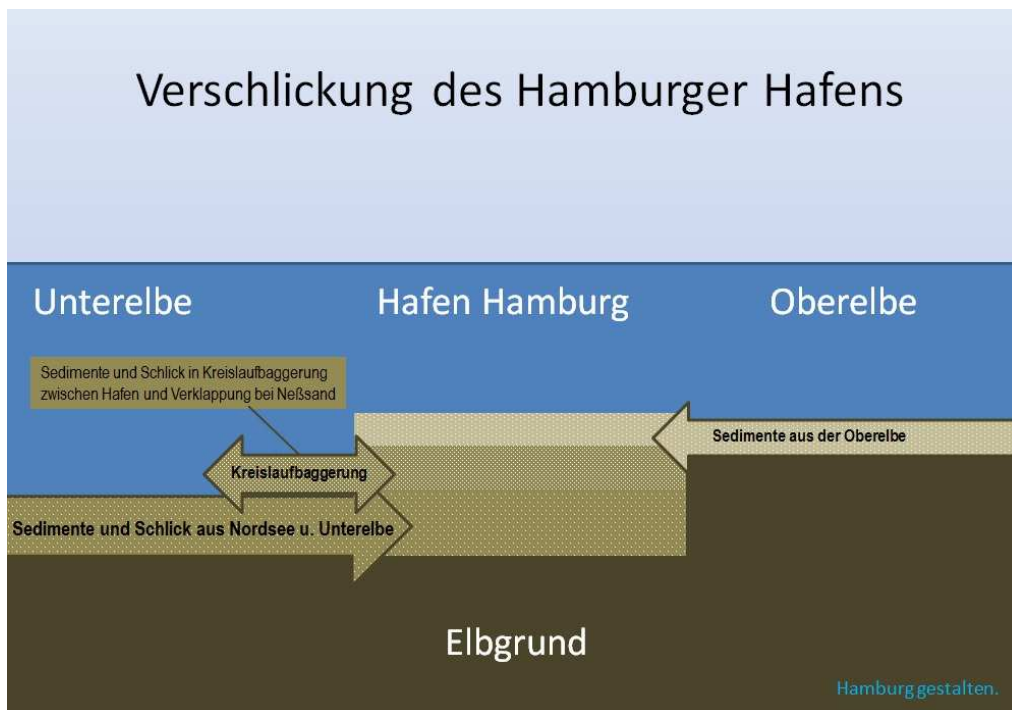 Verschlickung des Hamburger Hafens
Unterelbe
Hafen Hamburg
Oberelbe
Sedimente und Schlick in Kreislaufbaggerung
zwischen Hafen und Verklappung bei Neßsand
Sedimente aus der Oberelbe
Kreislaufbaggerung
Sedimente und Schlick aus Nordsee u. Unterelbe
Elbgrund
Hamburg gestalten.